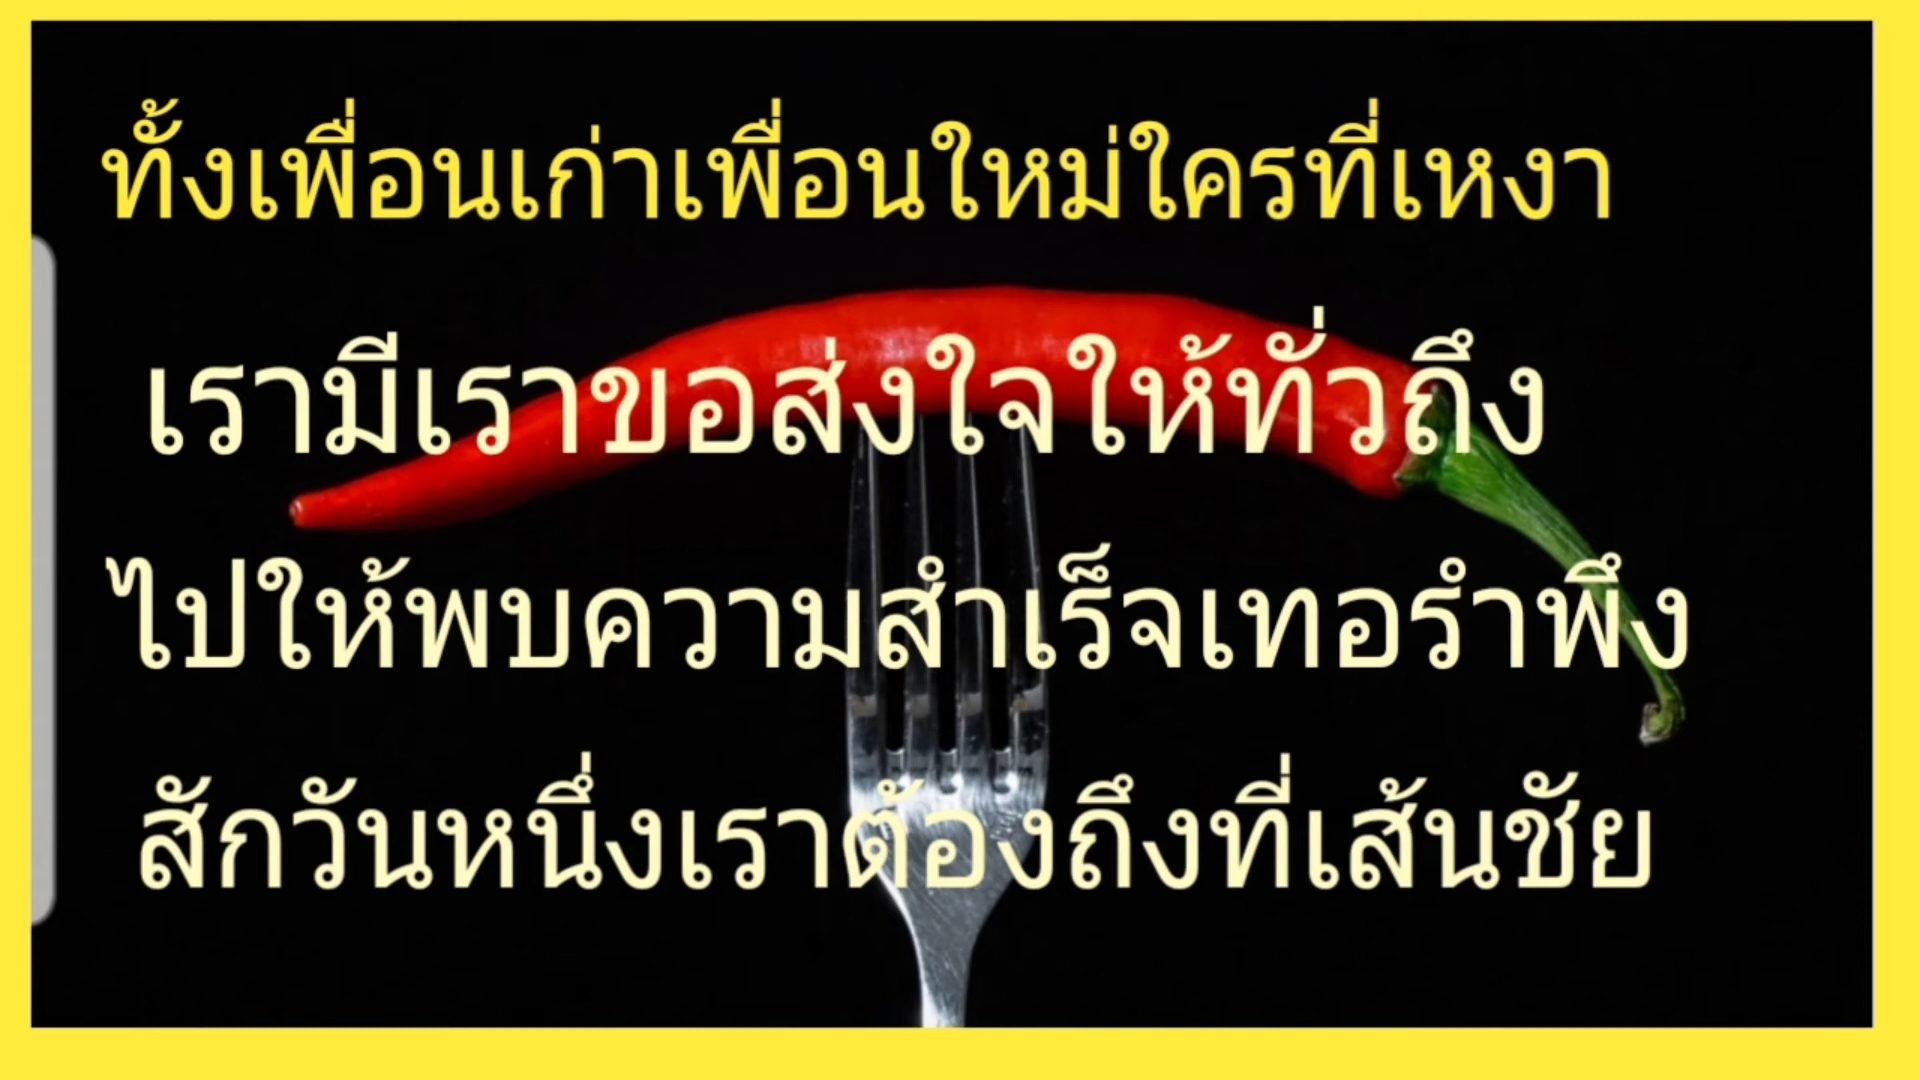 ทั้งเพื่อนเก่าเพื่อนใหม่ใครที่เหงา
เรามีเราขอส่งใจให้ทั่วถึง
ไปให้พบความสำเร็จเทอรำพึง
สักวันหนึ่งเราต้องถึงที่เส้นชัย